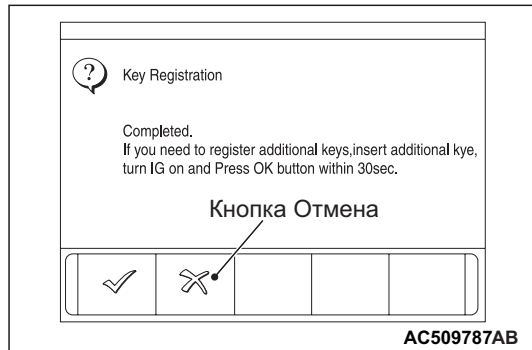 ?
Key Registration
Completed.
If you need to register additional keys,insert additional kye,
turn IG on and Press OK button within 30sec.
Кнопка Отмена
AC509787AB